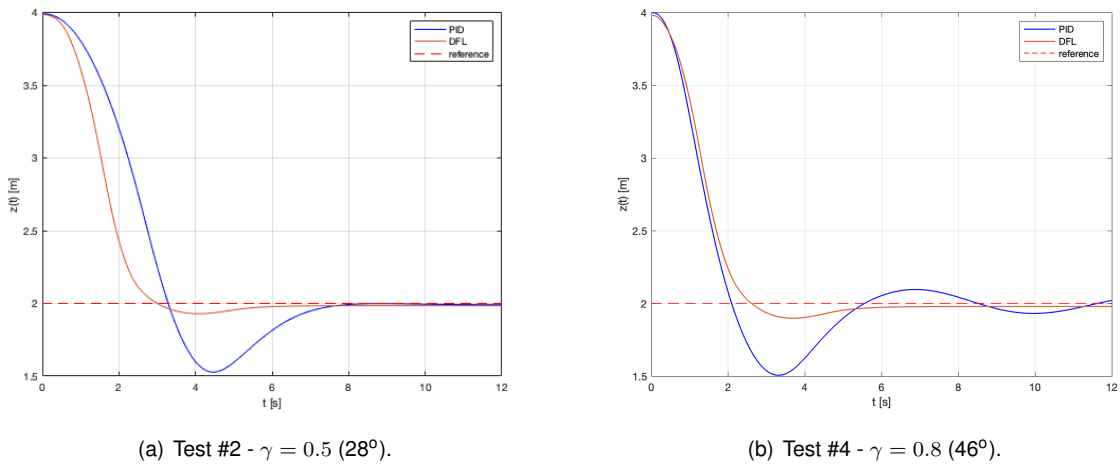 4
3.5
3
2.5
2
1.5
z(t) [m]
0
2
4
6
8
10
12
t [s]
PID
DFL
reference
(a) Test #2 - γ = 0.5 (28º).
4
3.5
3
2.5
2
1.5
z(t) [m]
0
2
4
6
8
10
12
t [s]
PID
DFL
reference
(b) Test #4 - γ = 0.8 (46º).